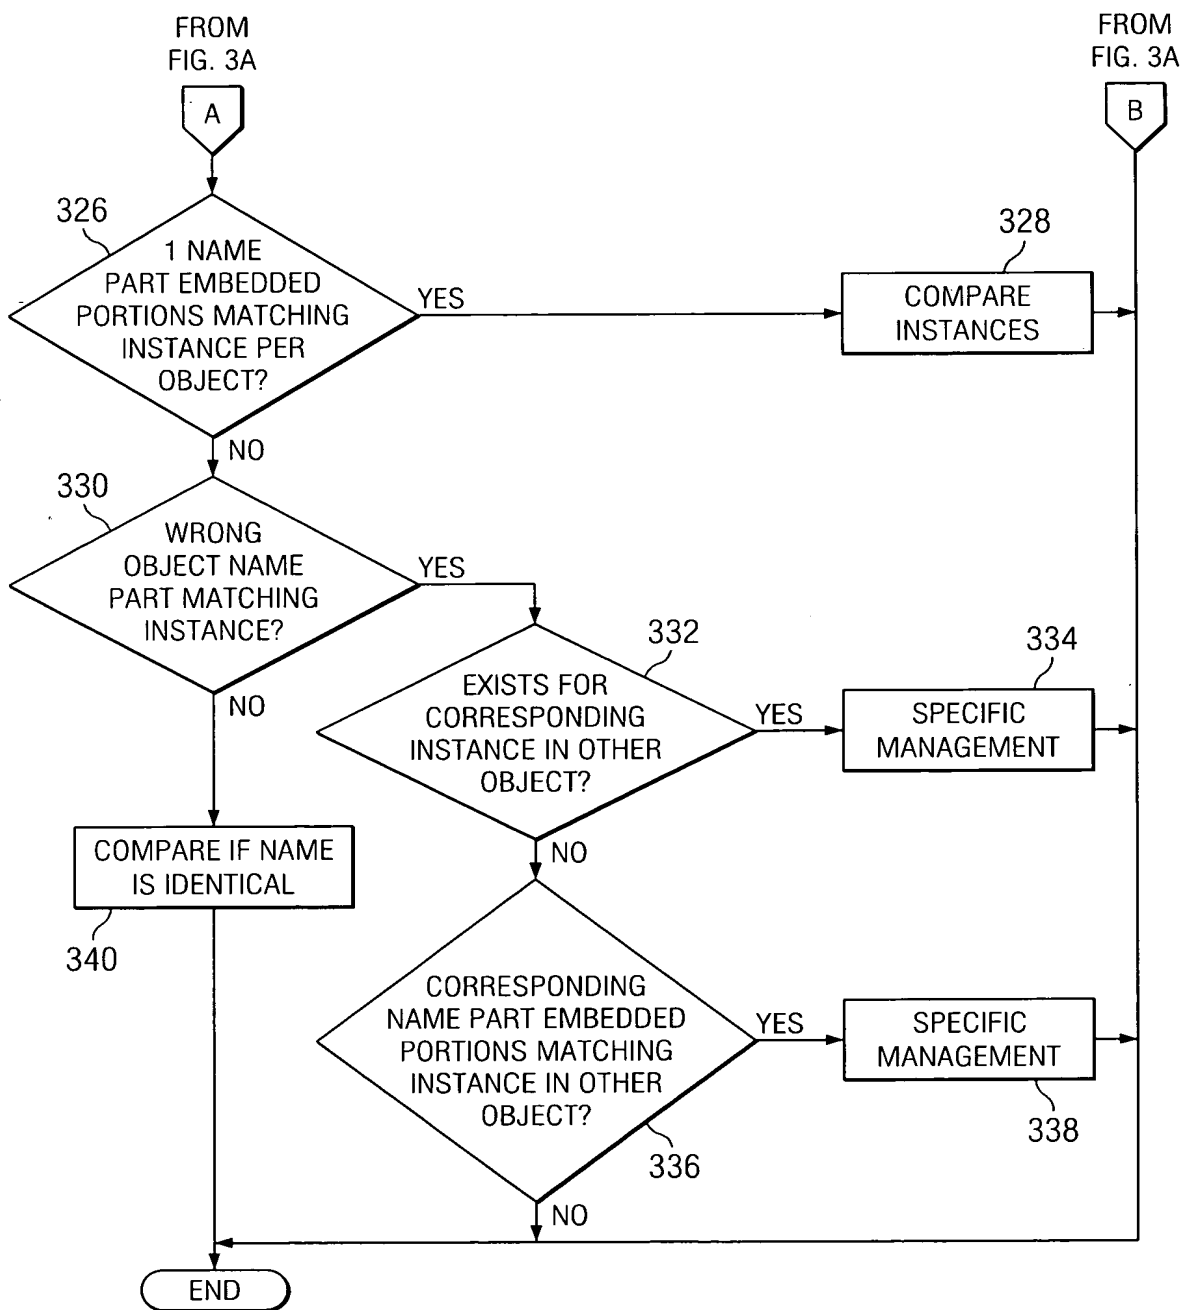 FROM
FIG. 3A
A
FROM
FIG. 3A
B
326
1 NAME
PART EMBEDDED
PORTIONS MATCHING
INSTANCE PER
OBJECT?
YES
328
COMPARE
INSTANCES
NO
330
WRONG
OBJECT NAME
PART MATCHING
INSTANCE?
YES
NO
332
EXISTS FOR
CORRESPONDING
INSTANCE IN OTHER
OBJECT?
YES
334
SPECIFIC
MANAGEMENT
NO
COMPARE IF NAME
IS IDENTICAL
340
CORRESPONDING
NAME PART EMBEDDED
PORTIONS MATCHING
INSTANCE IN OTHER
OBJECT?
336
YES
SPECIFIC
MANAGEMENT
338
NO
END